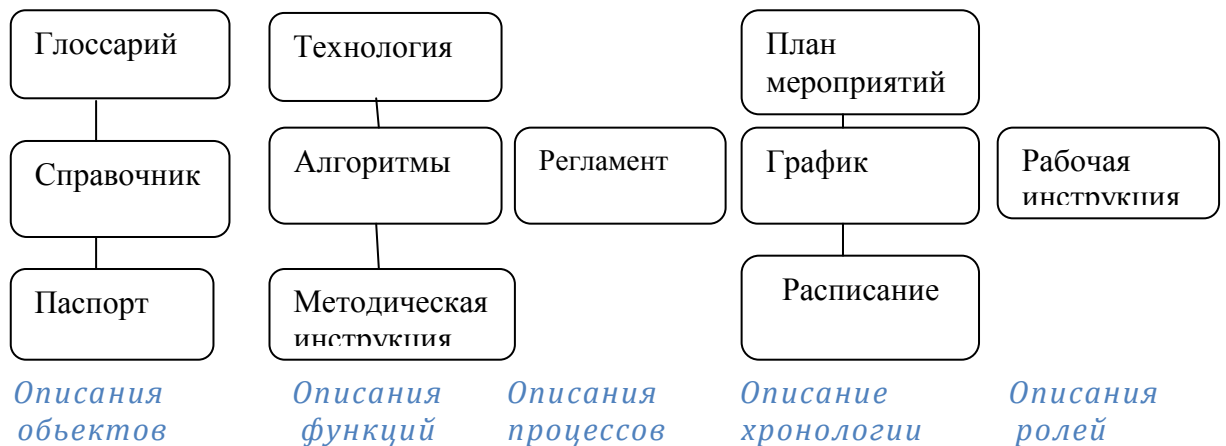 Глоссарий
Справочник
Паспорт
Технология
Алгоритмы
Методическая
инструкция
Регламент
План
мероприятий
График
Расписание
Рабочая
инструкция
Описания
объектов
Описания
функций
Описания
процессов
Описание
хронологии
Описания
ролей